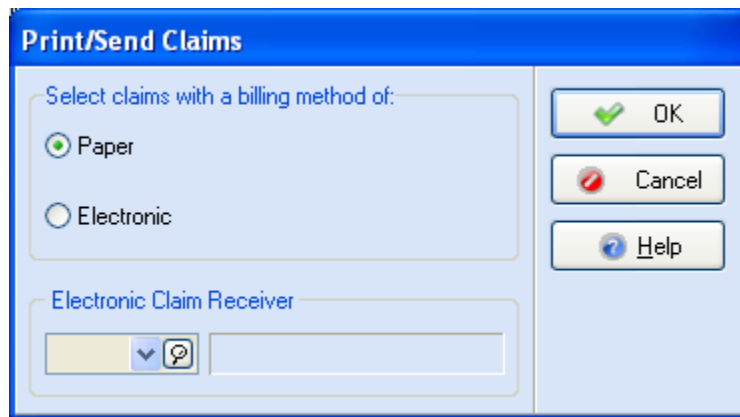 Print/Send Claims
Select claims with a billing method of:
Paper
Electronic
Electronic Claim Receiver
OK
Cancel
Help